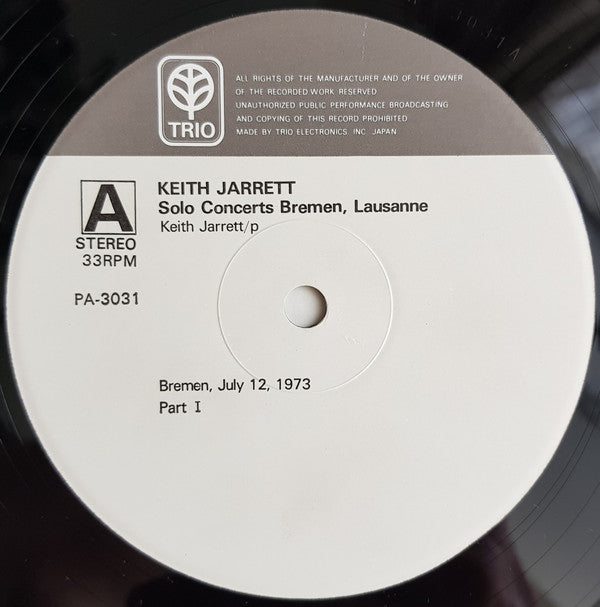 3031A
TRIO
ALL RIGHTS OF THE MANUFACTURER AND OF THE OWNER
OF THE RECORDED WORK RESERVED
UNAUTHORIZED PUBLIC PERFORMANCE BROADCASTING
AND COPYING OF THIS RECORD PROHIBITED
MADE BY TRIO ELECTRONICS. INC. JAPAN
A
STEREO
33RPM
PA-3031
KEITH JARRETT
Solo Concerts Bremen, Lausanne
Keith Jarrett/p
Bremen, July 12, 1973
Part I